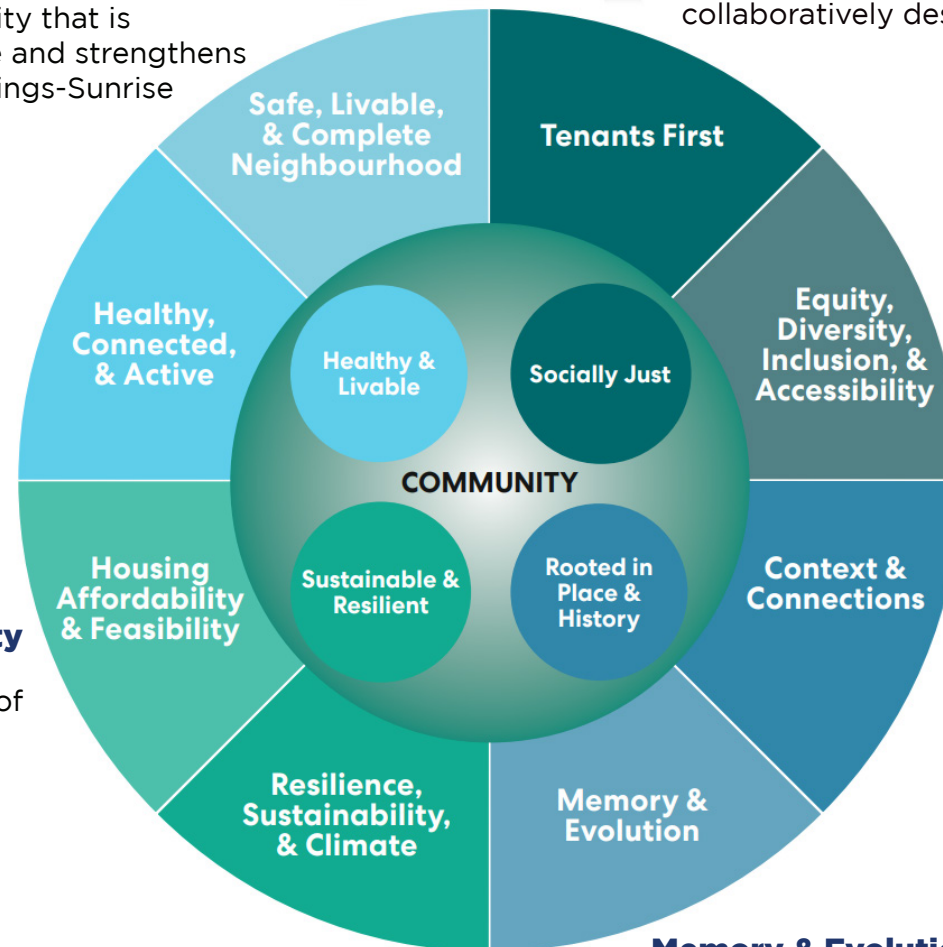 ity that is
e and strengthens
ings-Sunrise
collaboratively des
Safe, Livable,
& Complete
Neighbourhood
Tenants First
Healthy,
Connected,
& Active
Equity,
Diversity,
Inclusion, &
Accessibility
Healthy &
Livable
Socially Just
COMMUNITY
Sustainable &
Resilient
Rooted in
Place &
History
Housing
Affordability
& Feasibility
Context &
Connections
ty
of
Resilience,
Sustainability,
& Climate
Memory &
Evolution
Memory & Evolutio